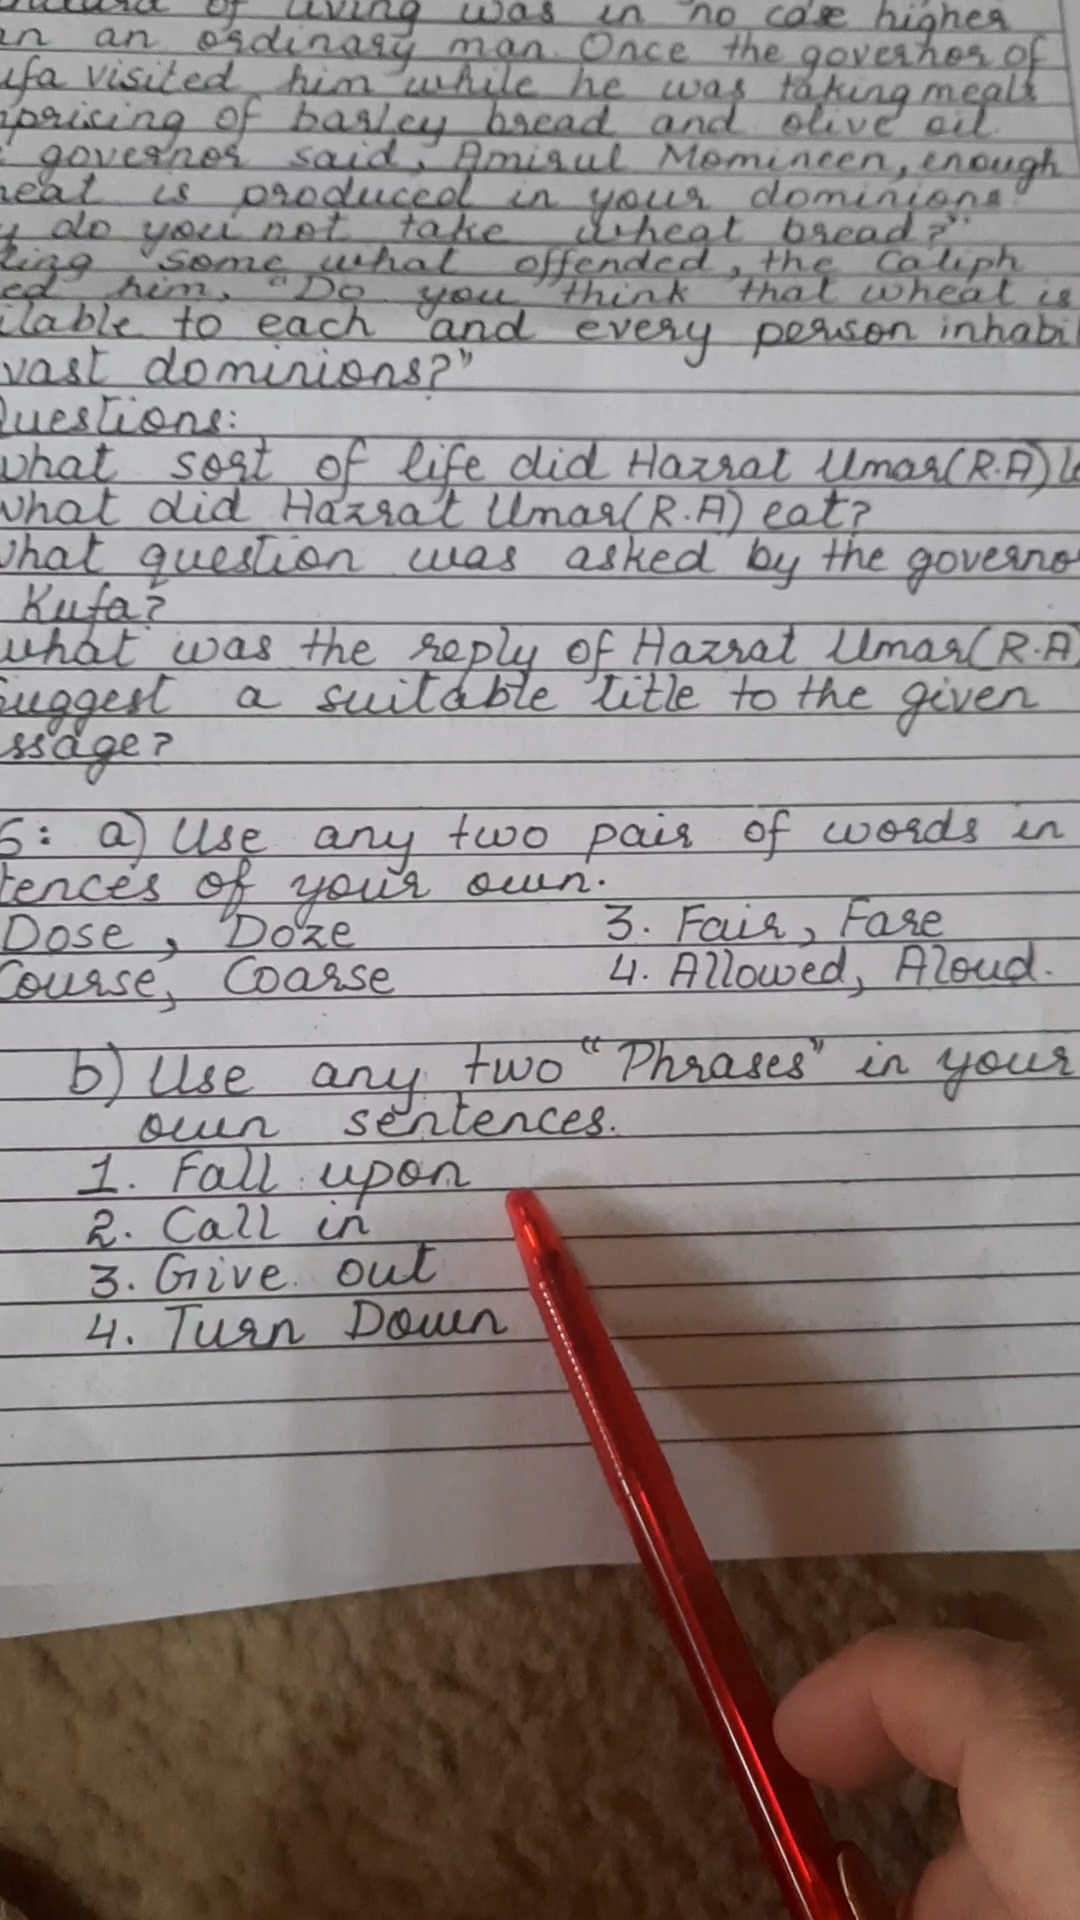 of living was in no case higher
an ordinary man. Once the governor of
visited him while he was taking meals
prising of barley bread and olive oil.
governor said, Amirul Momineen, enough
heat is produced in your dominions.
do you not take wheat bread?"
ting some what offended, the Caliph
ed him, "Do you think that wheat is
ilable to each and every person inhabi
vast dominions?"
Questions:
what sort of life did Hazrat Umar(R.A) le
what did Hazrat Umar(R.A) eat?
what question was asked by the governo
Kufa?
what was the reply of Hazrat Umar(R.A)
Suggest a suitable title to the given
ssage?
5: a) Use any two pair of words in
tences of your own.
Dose, Doze 3. Fair, Fare
Course, Coarse 4. Allowed, Aloud.
b) Use any two "Phrases" in your
own sentences.
1. Fall upon
2. Call in
3. Give out
4. Turn Down